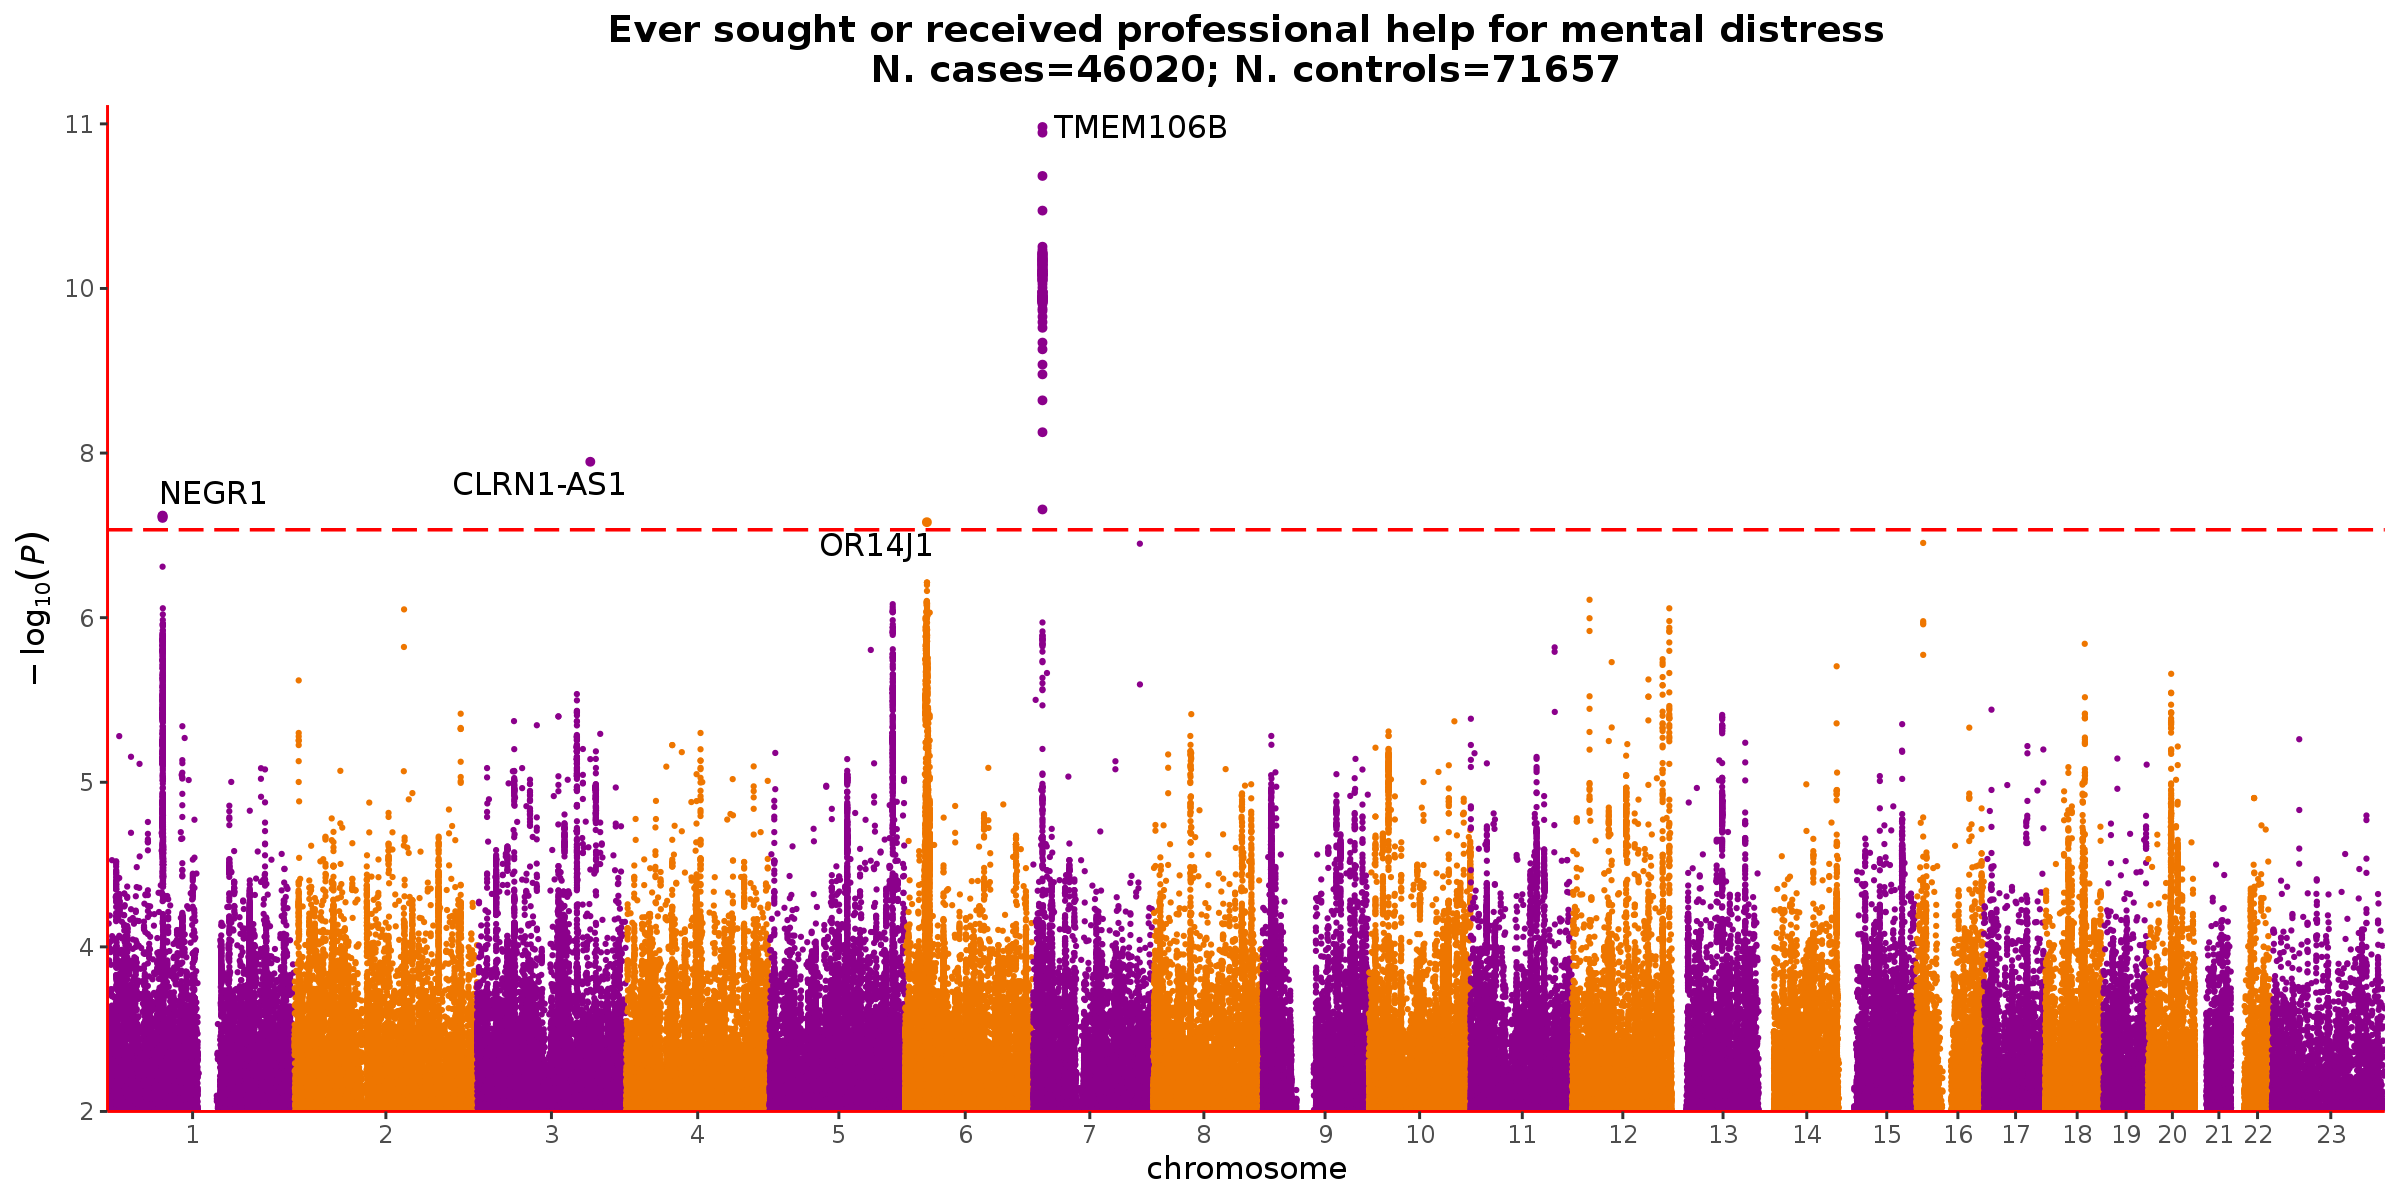 Ever sought or received professional help for mental distress
N. cases=46020; N. controls=71657
11
TMEM106B
10
8
CLRN1-AS1
NEGR1
OR14J1
−log₁₀(P)
6
5
4
2
1 2 3 4 5 6 7 8 9 10 11 12 13 14 15 16 17 18 19 20 21 22 23
chromosome